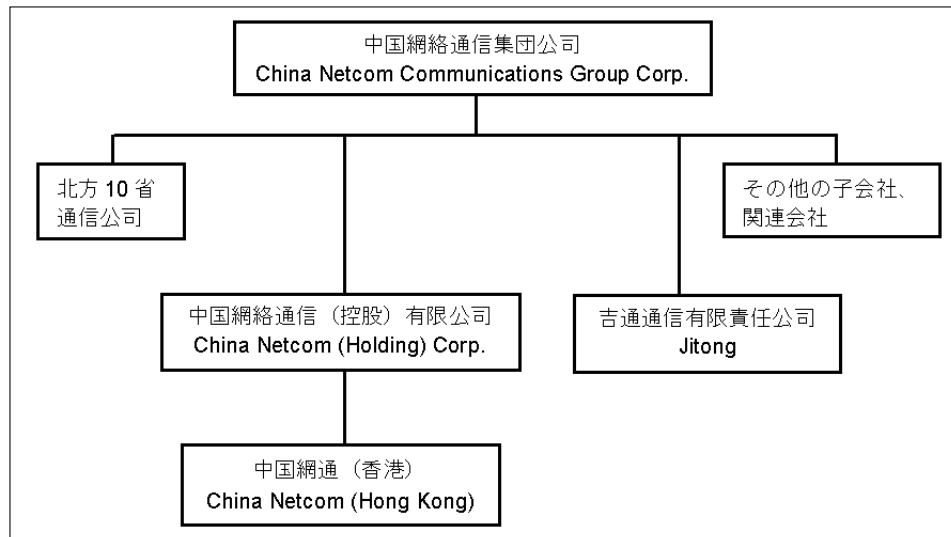 中国網絡通信集団公司
China Netcom Communications Group Corp.
北方 10 省
通信公司
その他の子会社、
関連会社
中国網絡通信（控股）有限公司
China Netcom (Holding) Corp.
吉通通信有限責任公司
Jitong
中国網通（香港）
China Netcom (Hong Kong)